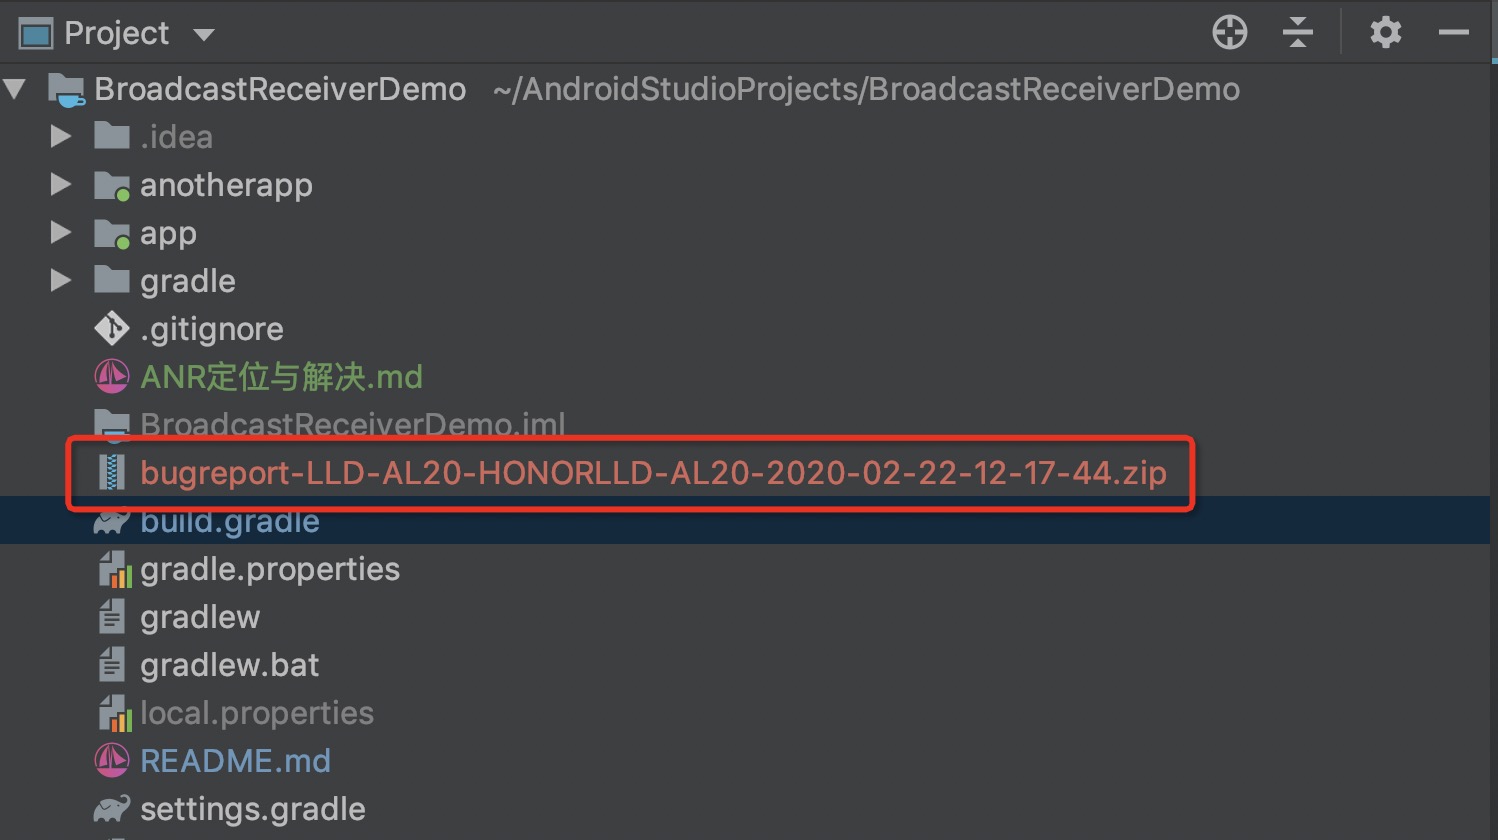 Project
BroadcastReceiverDemo ~/AndroidStudioProjects/BroadcastReceiverDemo
.idea
anotherapp
app
gradle
.gitignore
ANR定位与解决.md
BroadcastReceiverDemo.iml
bugreport-LLD-AL20-HONORLLD-AL20-2020-02-22-12-17-44.zip
build.gradle
gradle.properties
gradlew
gradlew.bat
local.properties
README.md
settings.gradle